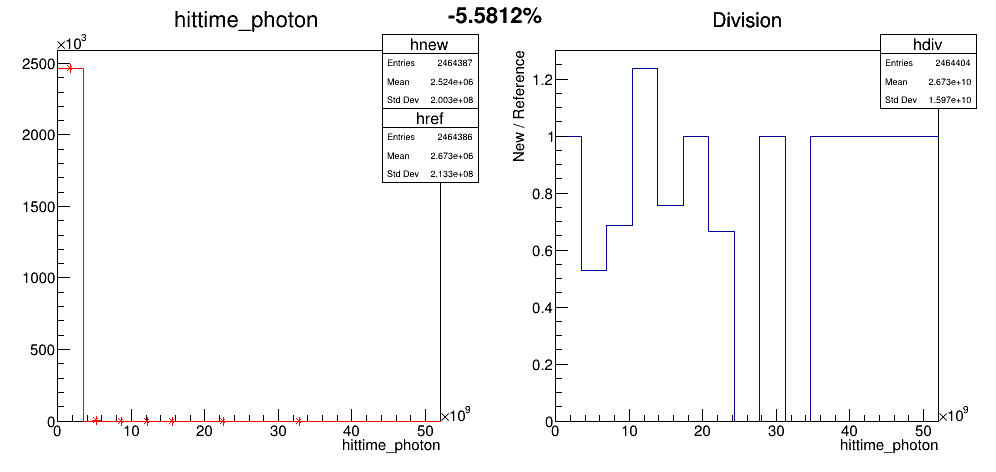 -5.5812%
hittime_photon
×10³
hnew
Entries 2464387
Mean 2.524e+06
Std Dev 2.003e+08
href
Entries 2464386
Mean 2.673e+06
Std Dev 2.133e+08
2500
2000
1500
1000
500
0
0 10 20 30 40 50
×10⁹
hittime_photon
Division
hdiv
Entries 2464404
Mean 2.673e+10
Std Dev 1.597e+10
New / Reference
1.2
1
0.8
0.6
0.4
0.2
0
0 10 20 30 40 50
×10⁹
hittime_photon